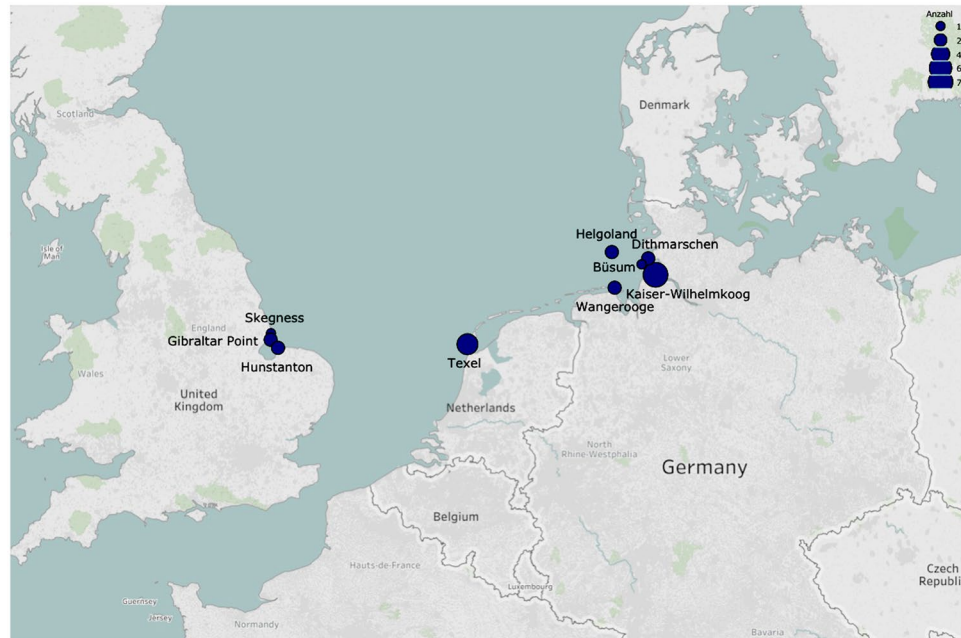 Anzahl
1
2
4
6
7
Scotland
Denmark
Isle of
Man
Helgoland
Dithmarschen
Büsum
Kaiser-Wilhelmkoog
Wangerooge
Skegness
England
Gibraltar Point
Hunstanton
Texel
Wales
United
Kingdom
Netherlands
Lower
Saxony
North
Rhine-Westphalia
Germany
Belgium
Hauts-de-France
Luxembourg
Czech
Republi
Guernsey
Jersey
Normandy
Bavaria